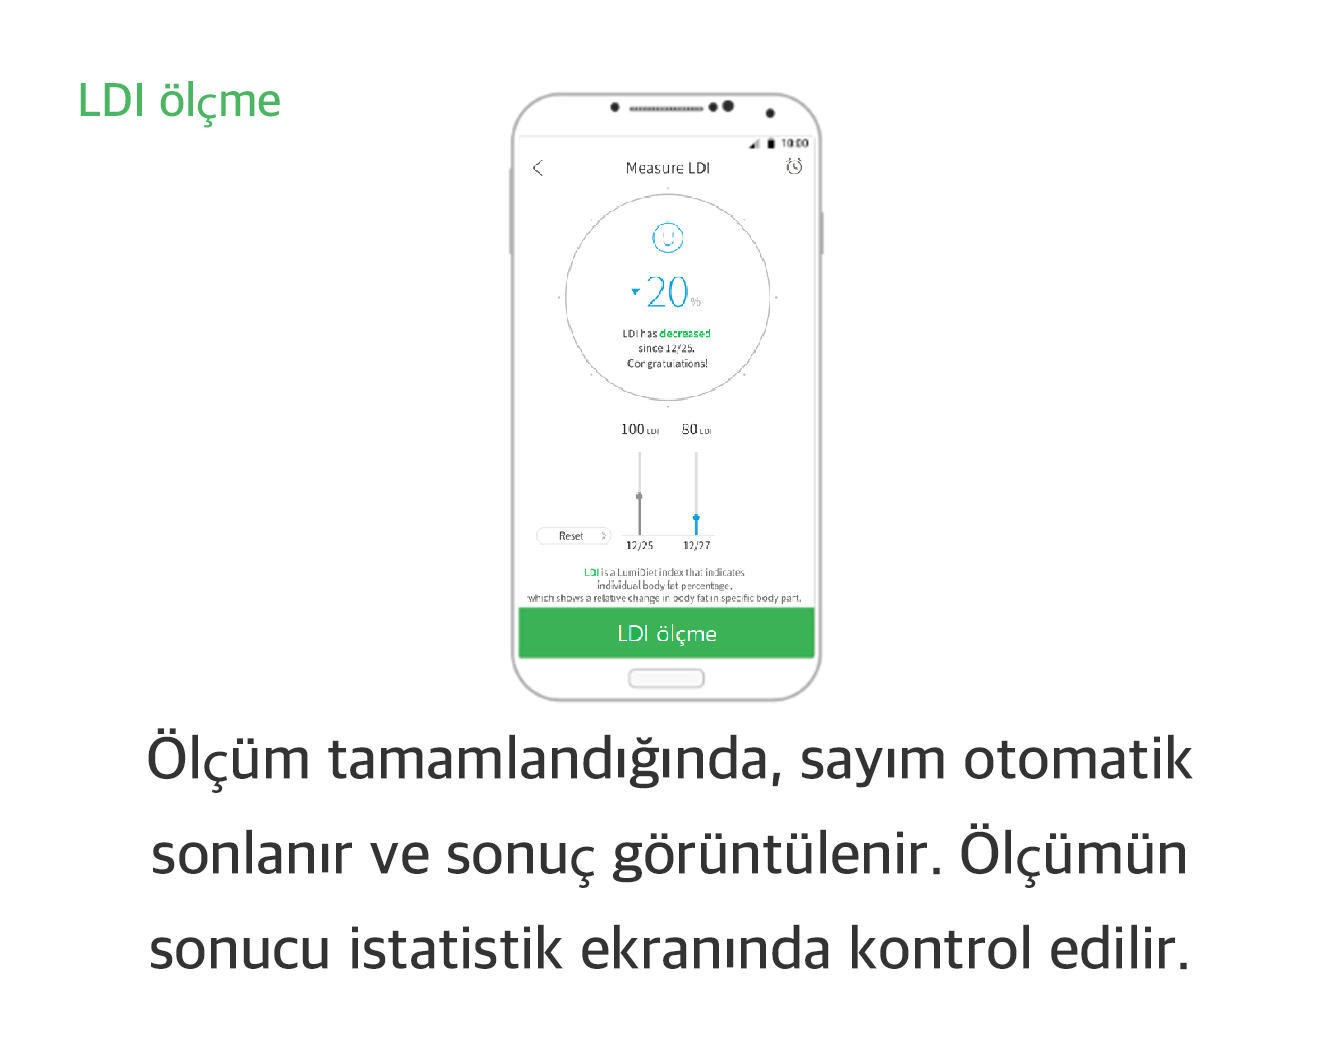 LDI ölçme
10:00
Measure LDI
20%
LDI has decreased
since 12/25.
Congratulations!
100 LDI 80 LDI
Reset
12/25 12/27
LDI is a LumiDiet index that indicates
individual body fat percentage,
which shows a relative change in body fat in specific body part.
LDI ölçme
Ölçüm tamamlandığında, sayım otomatik
sonlanır ve sonuç görüntülenir. Ölçümün
sonucu istatistik ekranında kontrol edilir.